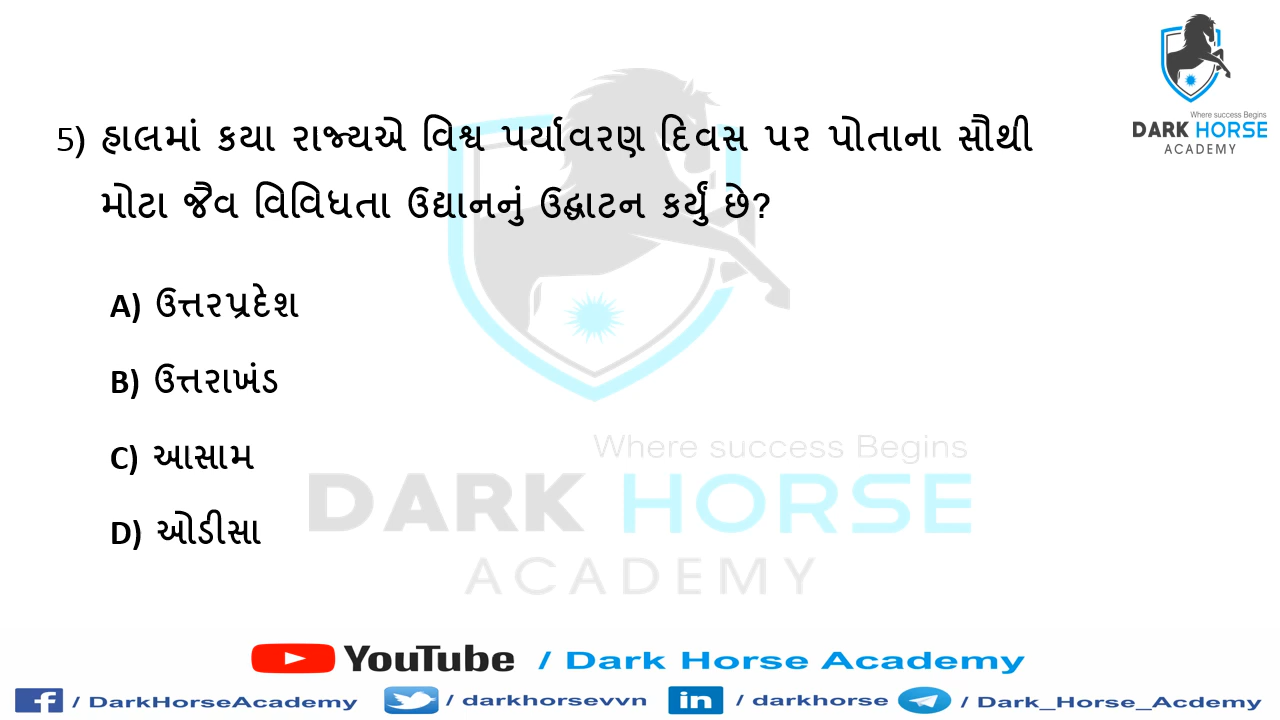 Where success Begins
DARK HORSE
ACADEMY
5) હાલમાં કયા રાજ્યએ વિશ્વ પર્યાવરણ દિવસ પર પોતાના સૌથી
મોટા જૈવ વિવિધતા ઉદ્યાનનું ઉદ્ઘાટન કર્યું છે?
A) ઉત્તરપ્રદેશ
B) ઉત્તરાખંડ
C) આસામ
D) ઓડીસા
Where success Begins
DARK HORSE
ACADEMY
YouTube / Dark Horse Academy
/ DarkHorseAcademy / darkhorsevvn / darkhorse / Dark_Horse_Acdemy